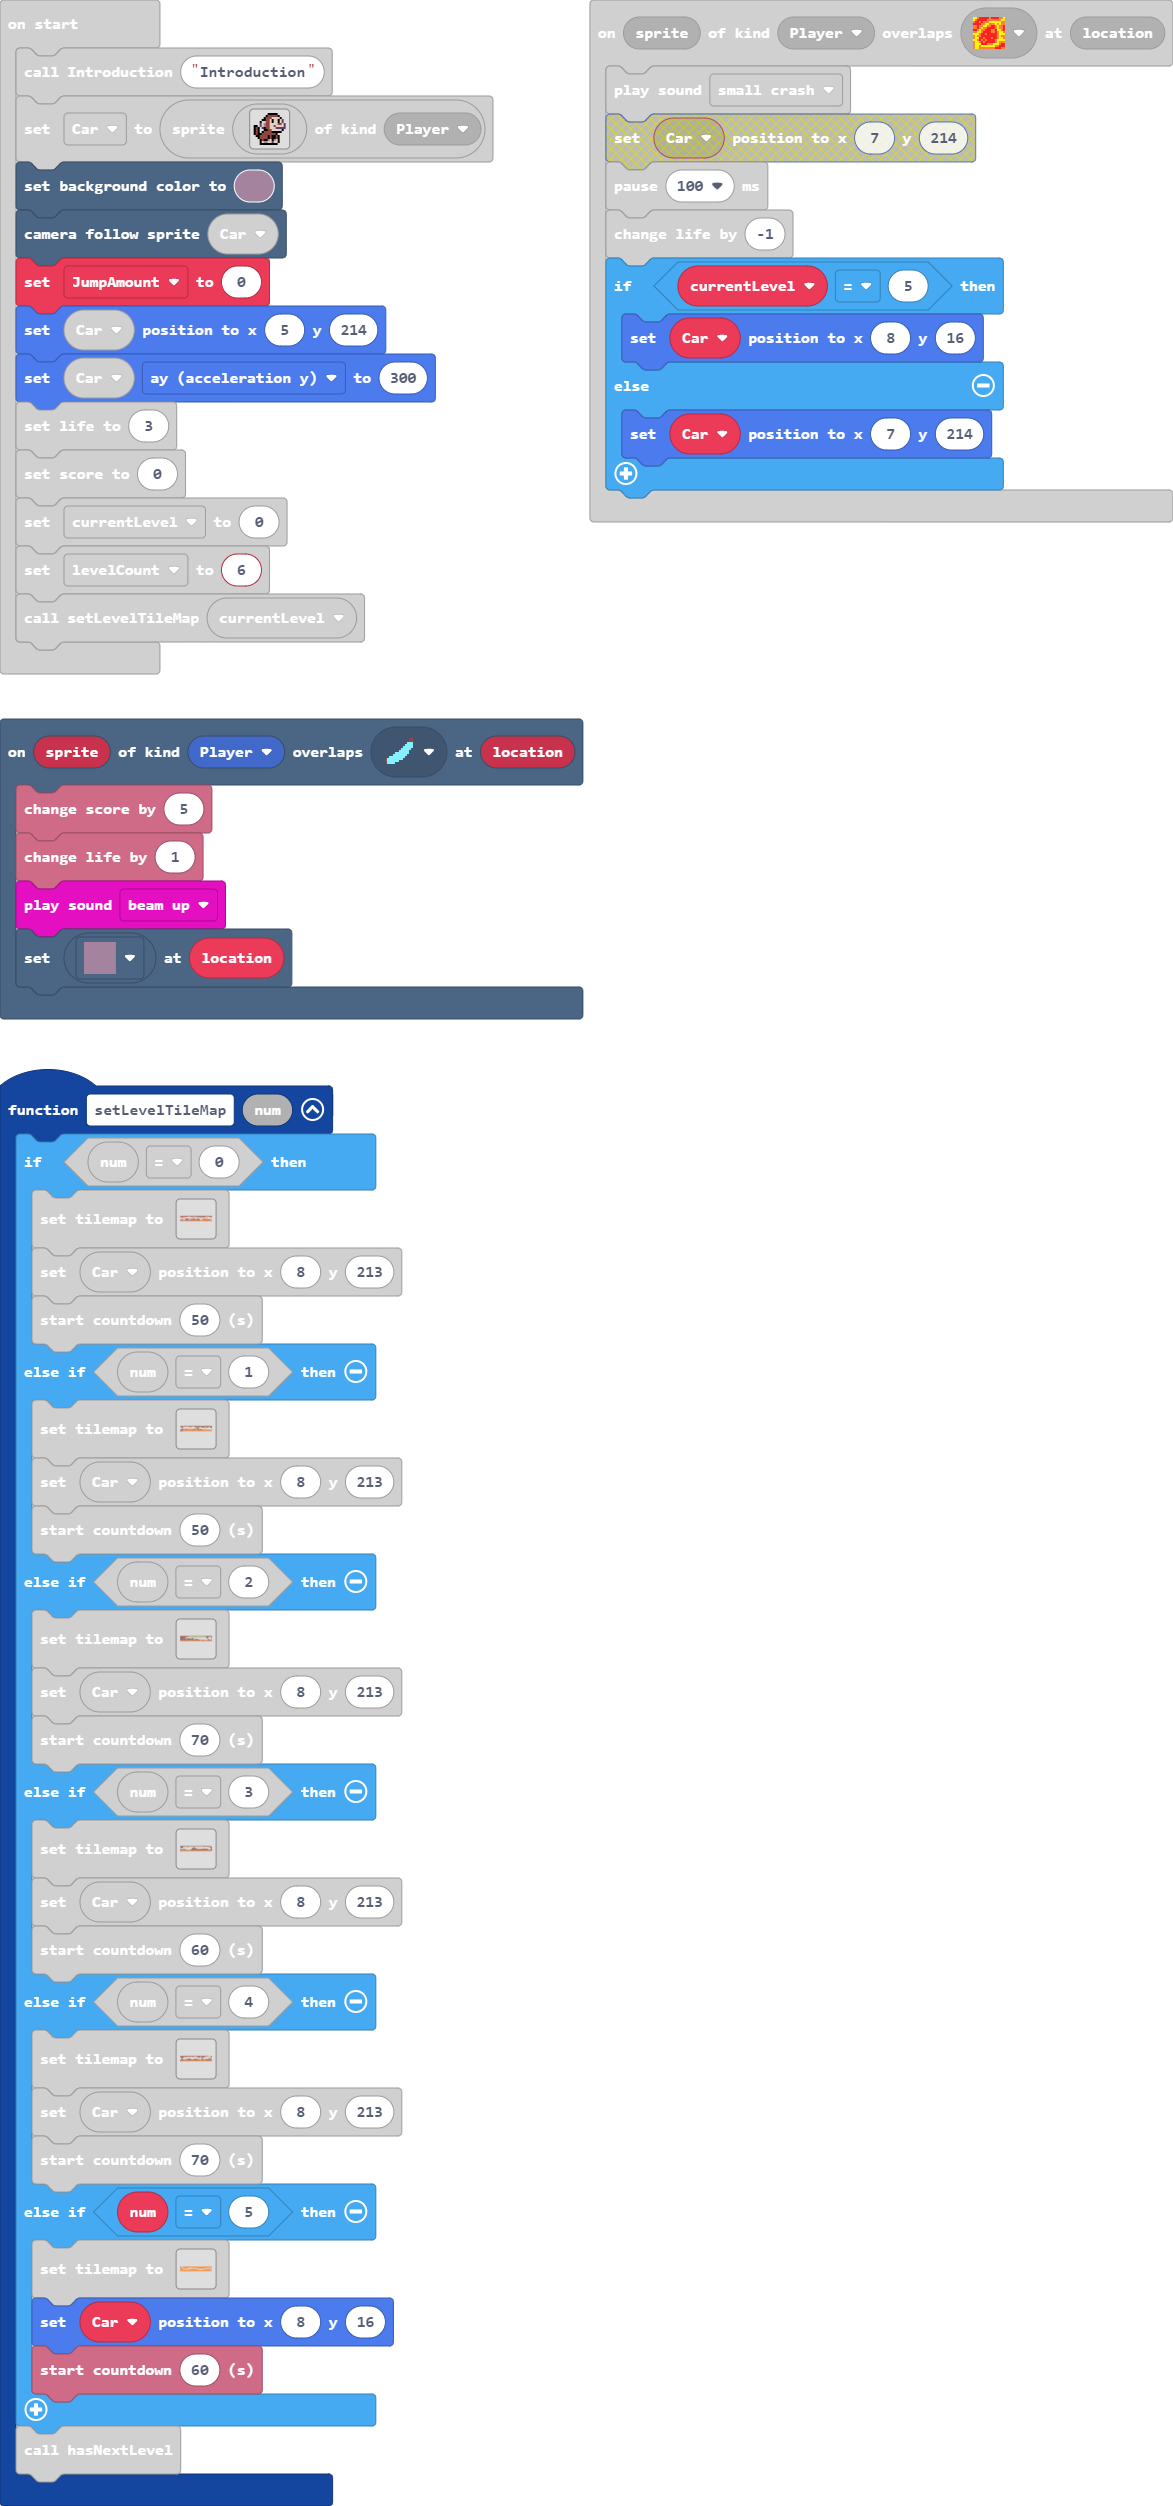 on start
call Introduction "Introduction"
set Car to sprite of kind Player
set background color to
camera follow sprite Car
set JumpAmount to 0
set Car position to x 5 y 214
set Car ay (acceleration y) to 300
set life to 3
set score to 0
set currentLevel to 0
set levelCount to 6
call setLevelTileMap currentLevel
on sprite of kind Player overlaps at location
play sound small crash
set Car position to x 7 y 214
pause 100 ms
change life by -1
if currentLevel = 5 then
set Car position to x 8 y 16
else
set Car position to x 7 y 214
on sprite of kind Player overlaps at location
change score by 5
change life by 1
play sound beam up
set at location
function setLevelTileMap num
if num = 0 then
set tilemap to
set Car position to x 8 y 213
start countdown 50 (s)
else if num = 1 then
set tilemap to
set Car position to x 8 y 213
start countdown 50 (s)
else if num = 2 then
set tilemap to
set Car position to x 8 y 213
start countdown 70 (s)
else if num = 3 then
set tilemap to
set Car position to x 8 y 213
start countdown 60 (s)
else if num = 4 then
set tilemap to
set Car position to x 8 y 213
start countdown 70 (s)
else if num = 5 then
set tilemap to
set Car position to x 8 y 16
start countdown 60 (s)
call hasNextLevel